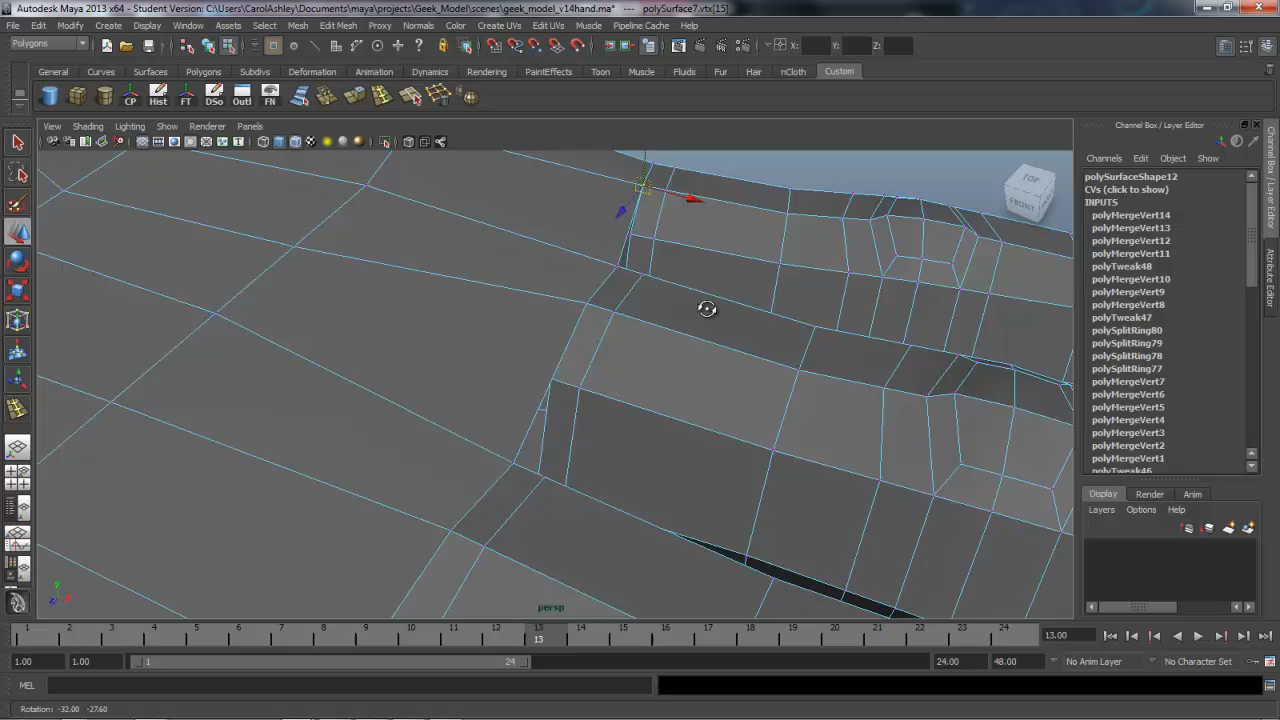 Autodesk Maya 2013 x64 - Student Version: C:\Users\CarolAshley\Documents\maya\projects\Geek_Model\scenes\geek_model_v14hand.ma* --- polySurface7.vtx[15]
File Edit Modify Create Display Window Assets Select Mesh Edit Mesh Proxy Normals Color Create UVs Edit UVs Muscle Pipeline Cache Help
Polygons X: Y: Z:
General Curves Surfaces Polygons Subdivs Deformation Animation Dynamics Rendering PaintEffects Toon Muscle Fluids Fur Hair nCloth Custom
CP Hist FT DSo Outl FN
View Shading Lighting Show Renderer Panels
Channel Box / Layer Editor
Channels Edit Object Show
polySurfaceShape12
CVs (click to show)
INPUTS
polyMergeVert14
polyMergeVert13
polyMergeVert12
polyMergeVert11
polyTweak48
polyMergeVert10
polyMergeVert9
polyMergeVert8
polyTweak47
polySplitRing80
polySplitRing79
polySplitRing78
polySplitRing77
polyMergeVert7
polyMergeVert6
polyMergeVert5
polyMergeVert4
polyMergeVert3
polyMergeVert2
polyMergeVert1
polyTweak46
Channel Box / Layer Editor
Attribute Editor
TOP
FRONT
Display Render Anim
Layers Options Help
y
z x
persp
1 2 3 4 5 6 7 8 9 10 11 12 13 14 15 16 17 18 19 20 21 22 23 24
13
13.00
1.00 1.00 1 24 24.00 48.00 No Anim Layer No Character Set
MEL
Rotation: -32.00 -27.60